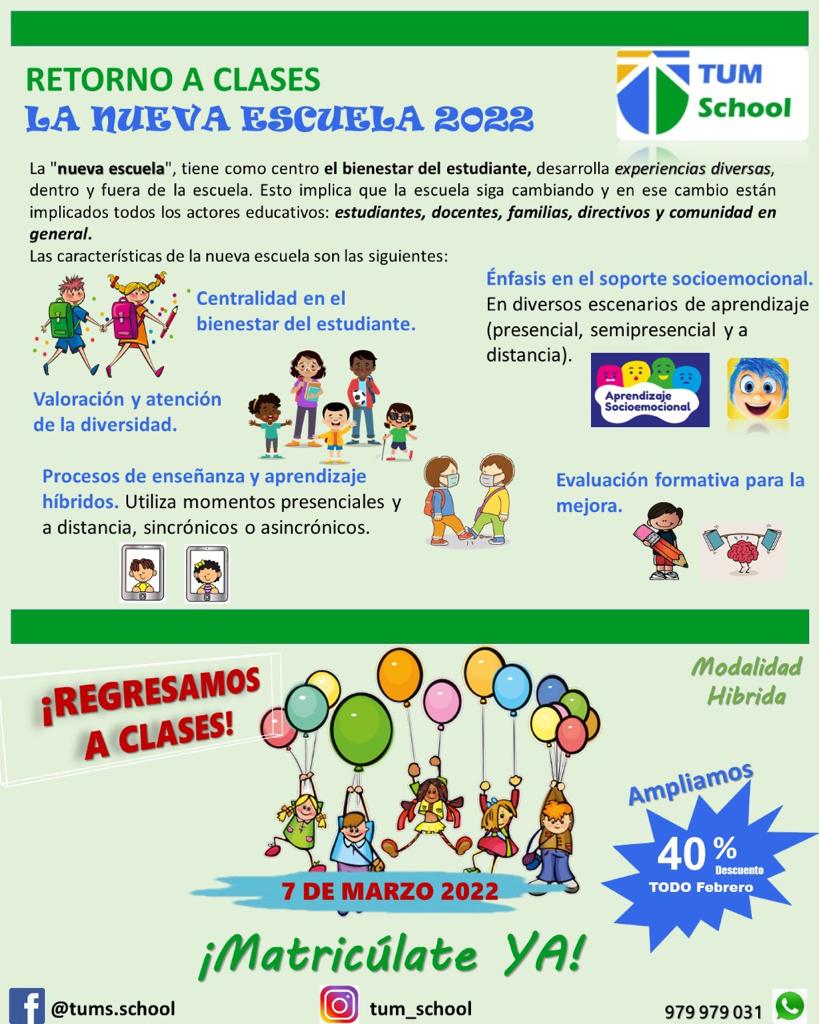 RETORNO A CLASES
LA NUEVA ESCUELA 2022
TUM
School
La "nueva escuela", tiene como centro el bienestar del estudiante, desarrolla experiencias diversas,
dentro y fuera de la escuela. Esto implica que la escuela siga cambiando y en ese cambio están
implicados todos los actores educativos: estudiantes, docentes, familias, directivos y comunidad en
general.
Las características de la nueva escuela son las siguientes:
Centralidad en el
bienestar del estudiante.
Énfasis en el soporte socioemocional.
En diversos escenarios de aprendizaje
(presencial, semipresencial y a
distancia).
Aprendizaje
Socioemocional
Valoración y atención
de la diversidad.
Procesos de enseñanza y aprendizaje
híbridos. Utiliza momentos presenciales y
a distancia, sincrónicos o asincrónicos.
Evaluación formativa para la
mejora.
¡REGRESAMOS
A CLASES!
Modalidad
Hibrida
Ampliamos
40 %
Descuento
TODO Febrero
7 DE MARZO 2022
¡Matricúlate YA!
@tums.school
tum_school
979 979 031